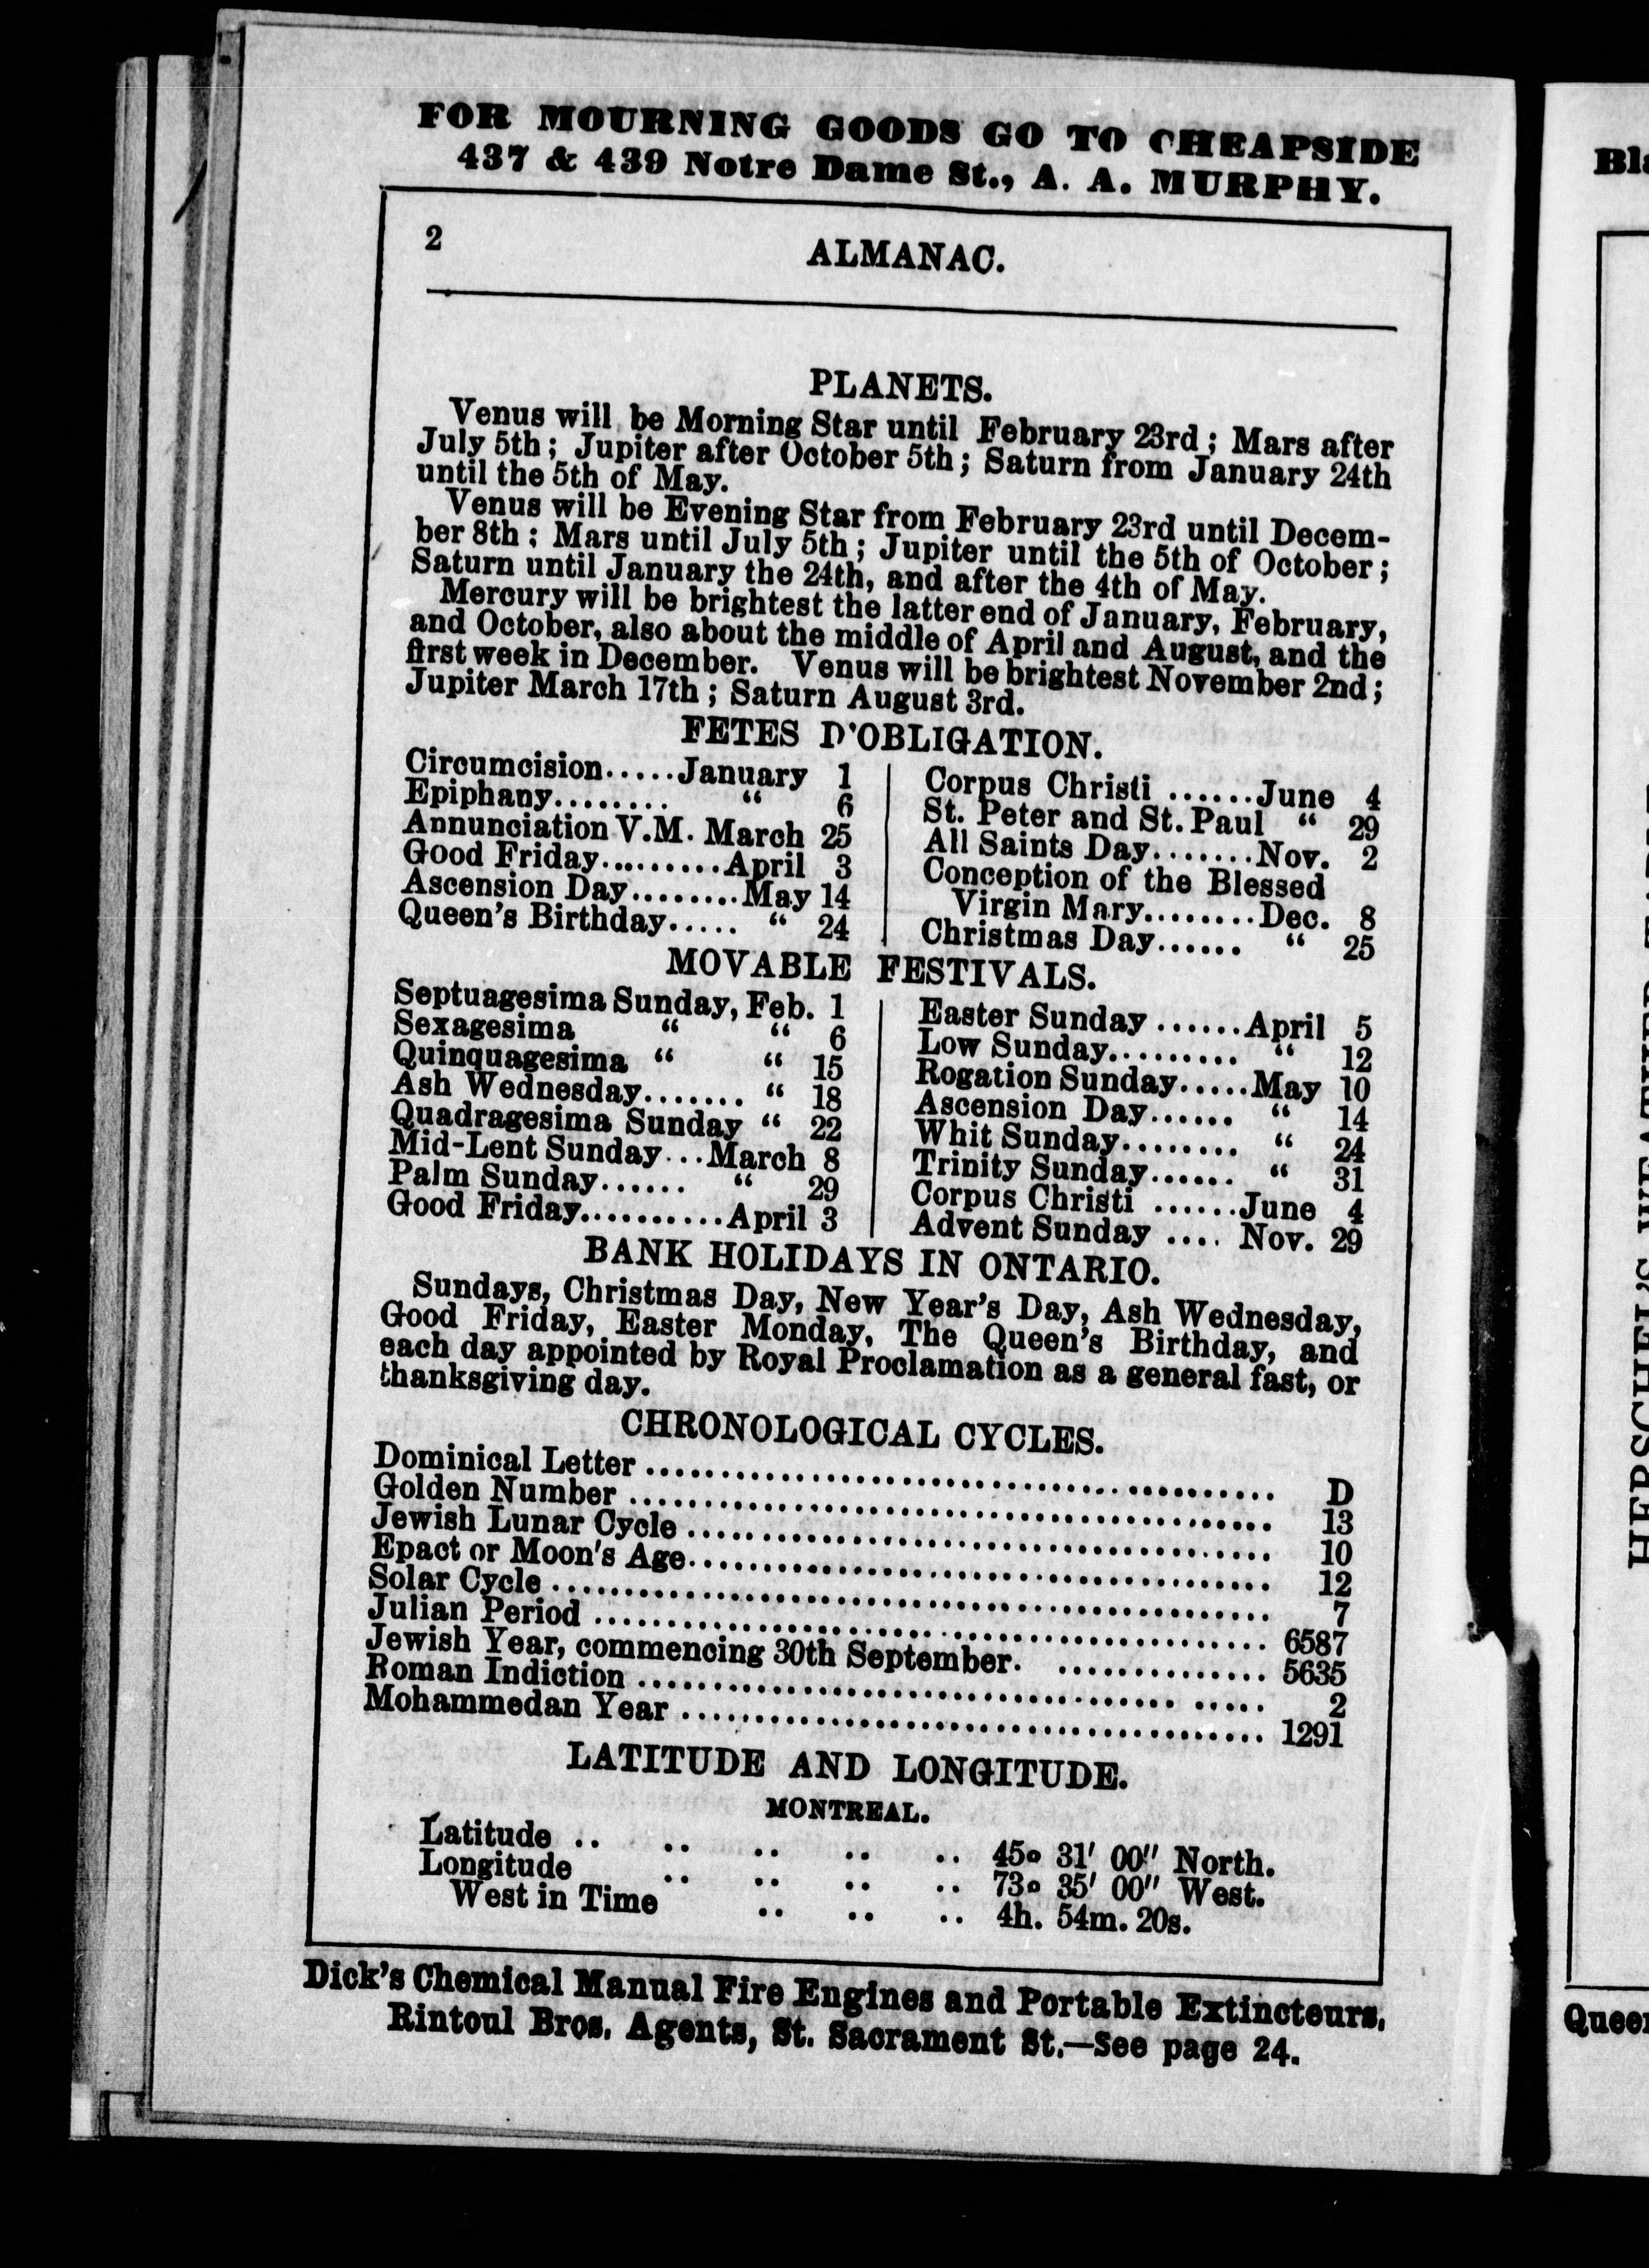 FOR MOURNING GOODS GO TO CHEAPSIDE
437 & 439 Notre Dame St., A. A. MURPHY.
2
ALMANAC.
PLANETS.
Venus will be Morning Star until February 23rd; Mars after
July 5th; Jupiter after October 5th; Saturn from January 24th
until the 5th of May.
Venus will be Evening Star from February 23rd until Decem-
ber 8th: Mars until July 5th; Jupiter until the 5th of October;
Saturn until January the 24th, and after the 4th of May.
Mercury will be brightest the latter end of January, February,
and October, also about the middle of April and August, and the
first week in December. Venus will be brightest November 2nd;
Jupiter March 17th; Saturn August 3rd.
FETES D'OBLIGATION.
Circumcision.....January 1
Epiphany........ “ 6
Annunciation V.M. March 25
Good Friday..........April 3
Ascension Day........May 14
Queen's Birthday..... “ 24
Corpus Christi ......June 4
St. Peter and St. Paul “ 29
All Saints Day.......Nov. 2
Conception of the Blessed
Virgin Mary........Dec. 8
Christmas Day...... “ 25
MOVABLE FESTIVALS.
Septuagesima Sunday, Feb. 1
Sexagesima “ “ 6
Quinquagesima “ “ 15
Ash Wednesday....... “ 18
Quadragesima Sunday “ 22
Mid-Lent Sunday...March 8
Palm Sunday...... “ 29
Good Friday...........April 3
Easter Sunday ......April 5
Low Sunday......... “ 12
Rogation Sunday.....May 10
Ascension Day...... “ 14
Whit Sunday........ “ 24
Trinity Sunday...... “ 31
Corpus Christi ......June 4
Advent Sunday .... Nov. 29
BANK HOLIDAYS IN ONTARIO.
Sundays, Christmas Day, New Year's Day, Ash Wednesday,
Good Friday, Easter Monday, The Queen's Birthday, and
each day appointed by Royal Proclamation as a general fast, or
thanksgiving day.
CHRONOLOGICAL CYCLES.
Dominical Letter ........................................ D
Golden Number ........................................ 13
Jewish Lunar Cycle ........................................ 10
Epact or Moon's Age........................................ 12
Solar Cycle ........................................ 7
Julian Period ........................................ 6587
Jewish Year, commencing 30th September. .............. 5635
Roman Indiction ........................................ 2
Mohammedan Year ........................................ 1291
LATITUDE AND LONGITUDE.
MONTREAL.
Latitude .. .. .. .. .. 45o 31' 00" North.
Longitude .. .. .. .. 73o 35' 00" West.
West in Time .. .. .. 4h. 54m. 20s.
Dick's Chemical Manual Fire Engines and Portable Extincteurs,
Rintoul Bros. Agents, St. Sacrament St.—See page 24.